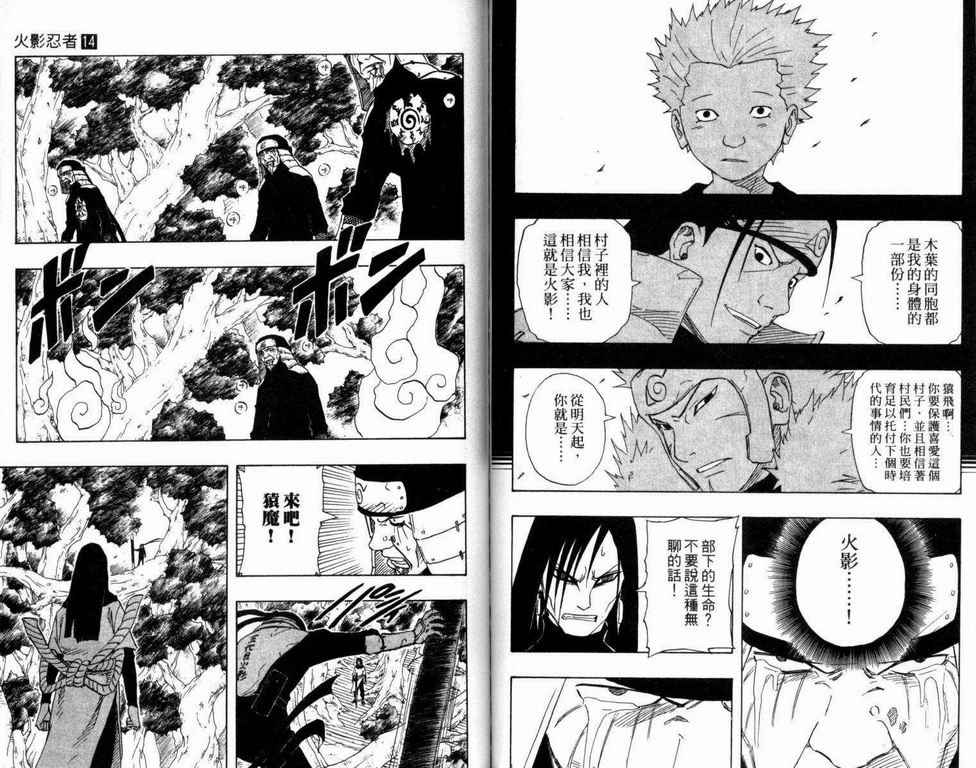 木葉的同胞都
是我的身體的
一部份……
村子裡的人
相信我，我也
相信大家……
這就是火影！
猿飛啊…
你要保護喜愛這個
村子，並且相信著
村民們…你也要培
育足以托付下個時
代的事情的人…
從明天起，
你就是……
火影……！
部下的生命？
不要說這種無
聊的話！
火影忍者14
ボン
ボン
來吧！
猿魔！